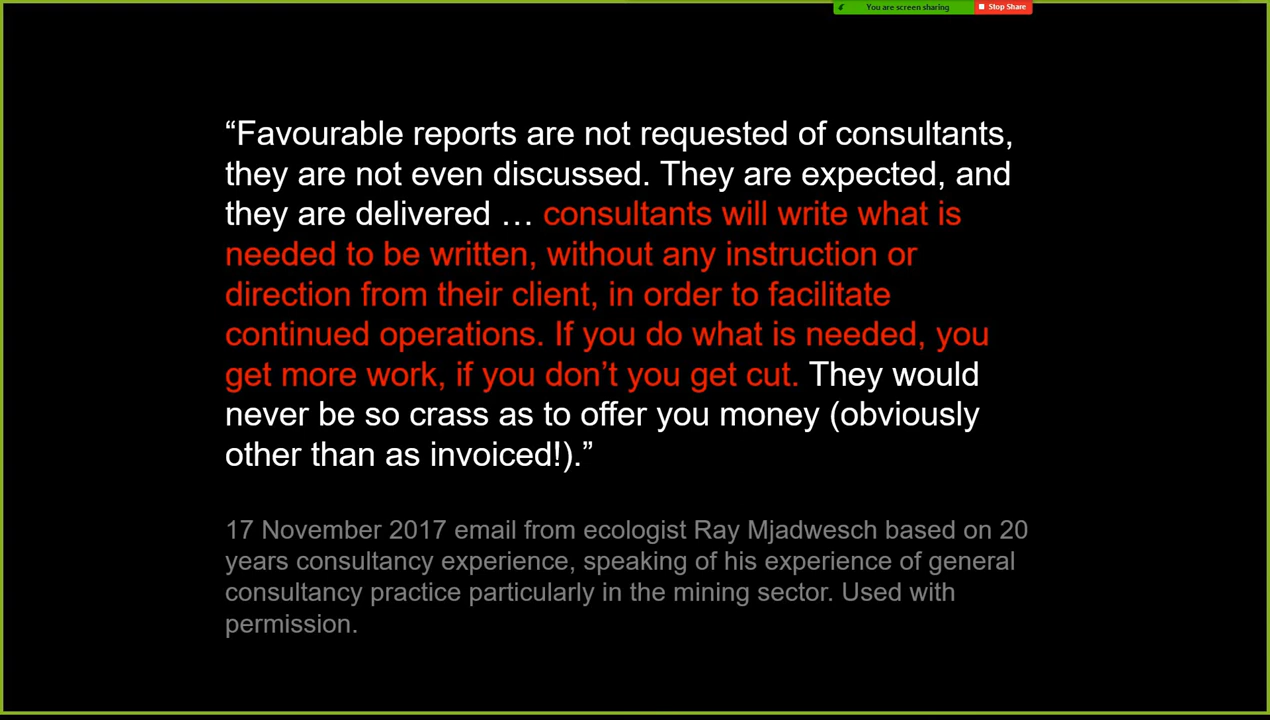 You are screen sharing Stop Share
“Favourable reports are not requested of consultants,
they are not even discussed. They are expected, and
they are delivered … consultants will write what is
needed to be written, without any instruction or
direction from their client, in order to facilitate
continued operations. If you do what is needed, you
get more work, if you don’t you get cut. They would
never be so crass as to offer you money (obviously
other than as invoiced!).”
17 November 2017 email from ecologist Ray Mjadwesch based on 20
years consultancy experience, speaking of his experience of general
consultancy practice particularly in the mining sector. Used with
permission.